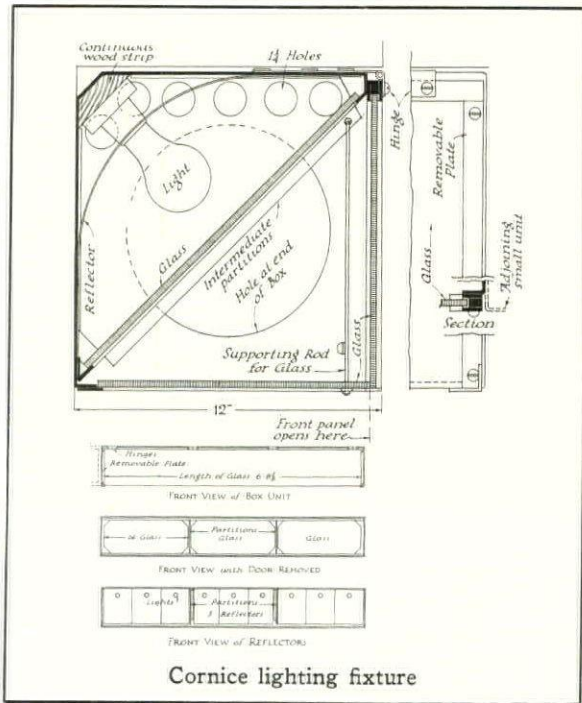 Continuous
wood strip
1¼ Holes
Hinge
Removable
Plate
Light
Reflector
Glass
Intermediate
partitions
Hole at end
of Box
Glass
Adjoining
small unit
Section
Supporting Rod
for Glass
Glass
12"
Front panel
opens here
Hinges
Removable Plate
Length of Glass
FRONT VIEW of BOX UNIT
Glass
Partitions
Glass
Glass
FRONT VIEW with DOOR REMOVED
Lights
Partitions
3 Reflectors
FRONT VIEW of REFLECTORS
Cornice lighting fixture